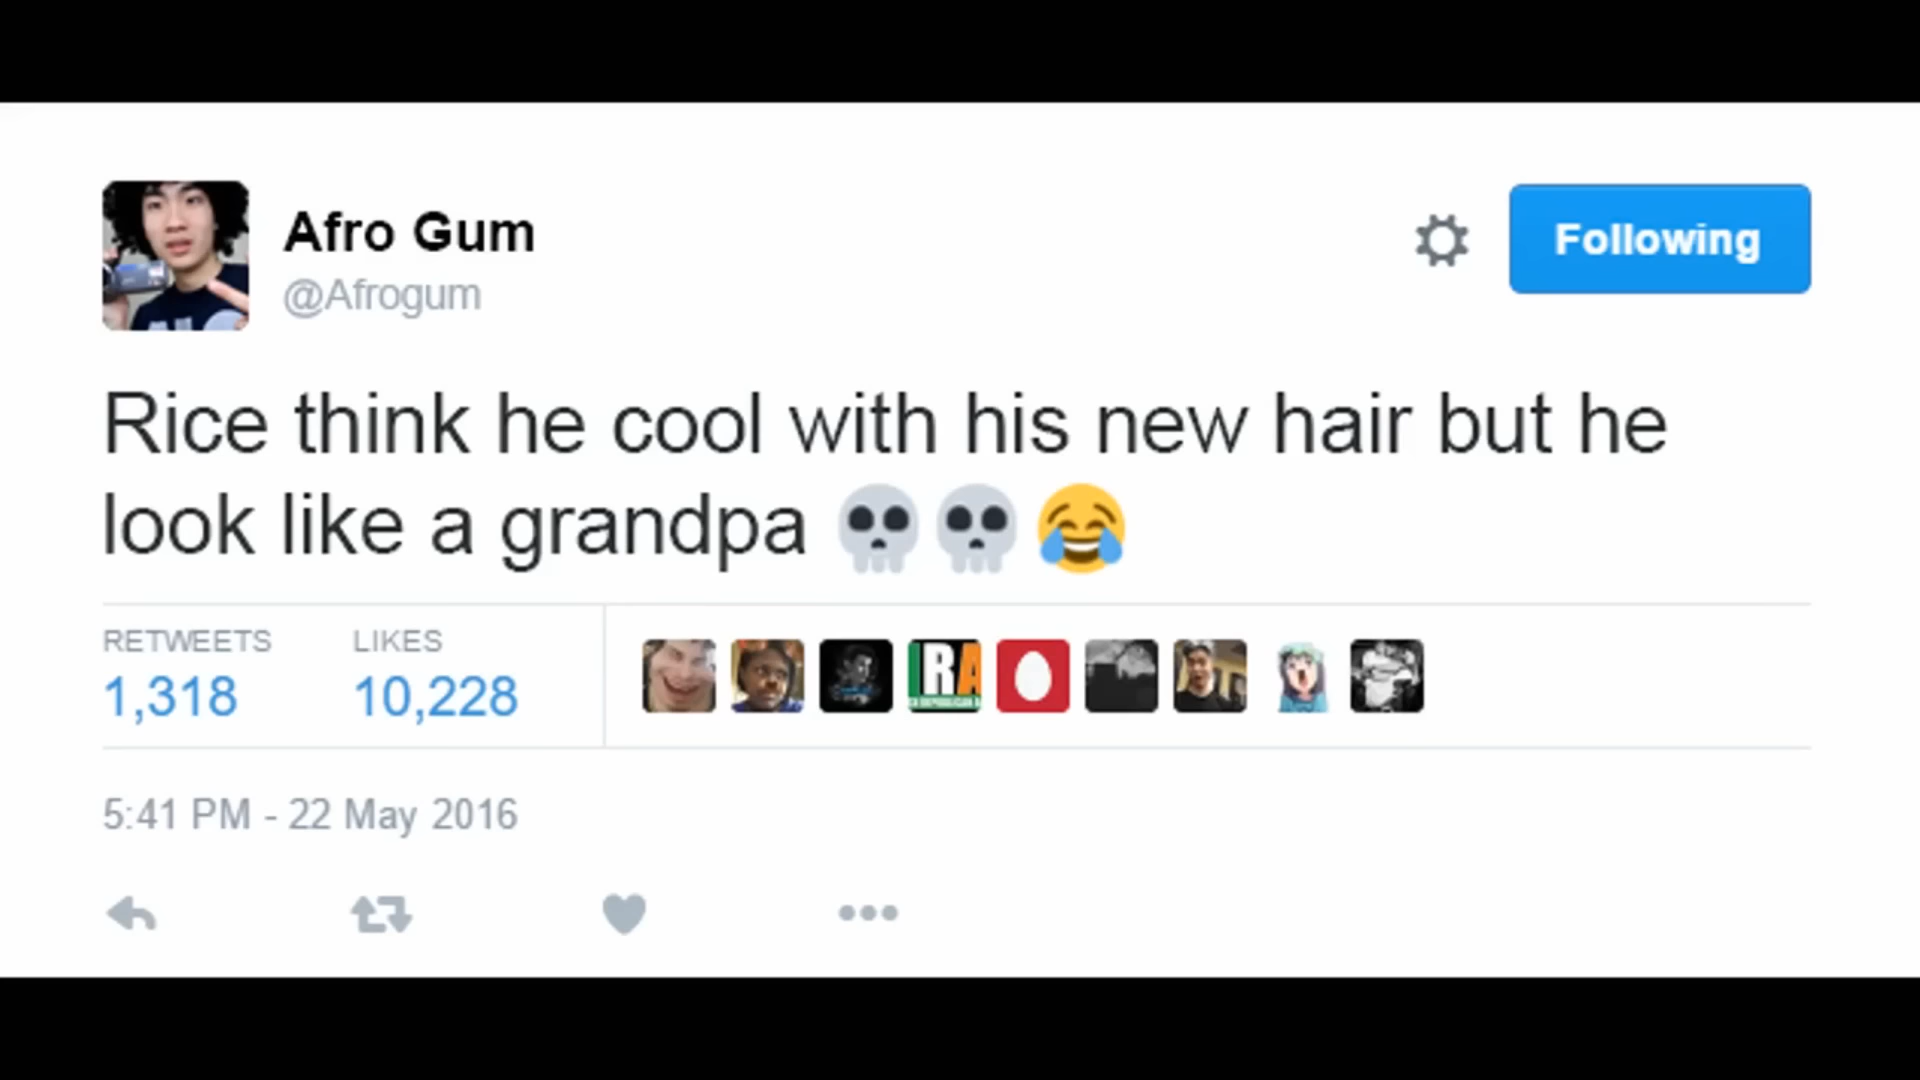 Afro Gum
@Afrogum
Following
Rice think he cool with his new hair but he
look like a grandpa 💀💀😂
RETWEETS LIKES
1,318 10,228
RA
5:41 PM - 22 May 2016